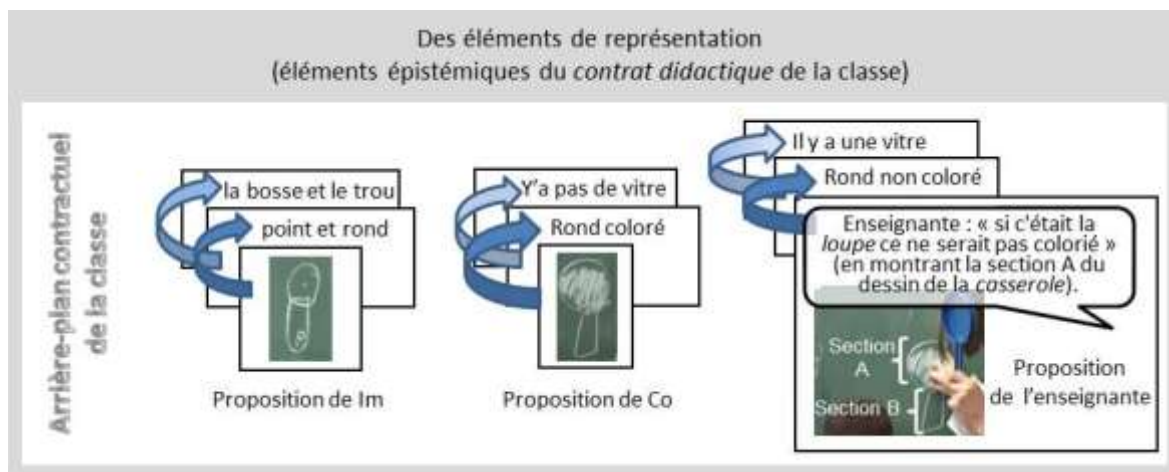 Des éléments de représentation
(éléments épistémiques du contrat didactique de la classe)
Arrière-plan contractuel
de la classe
la bosse et le trou
point et rond
Proposition de Im
Y'a pas de vitre
Rond coloré
Proposition de Co
Il y a une vitre
Rond non coloré
Enseignante : « si c'était la
loupe ce ne serait pas colorié »
(en montrant la section A du
dessin de la casserole).
Section
A
Section B
Proposition
de l'enseignante